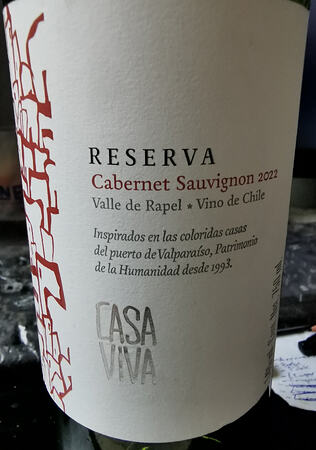 RESERVA
Cabernet Sauvignon 2022
Valle de Rapel * Vino de Chile
Inspirados en las coloridas casas
del puerto de Valparaíso, Patrimonio
de la Humanidad desde 1993.
CASA
VIVA